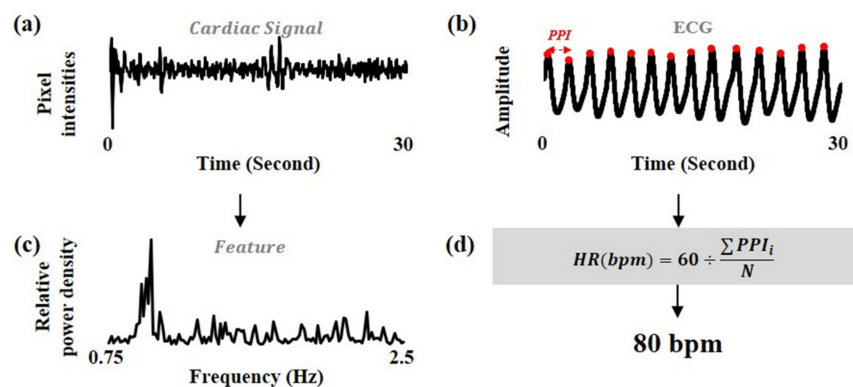 (a)
Cardiac Signal
Pixel
intensities
0
30
Time (Second)
(b)
ECG
PPI
Amplitude
0
30
Time (Second)
(c)
Feature
Relative
power density
0.75
2.5
Frequency (Hz)
(d)
HR(bpm) = 60 ÷ ∑ PPIᵢ / N
80 bpm